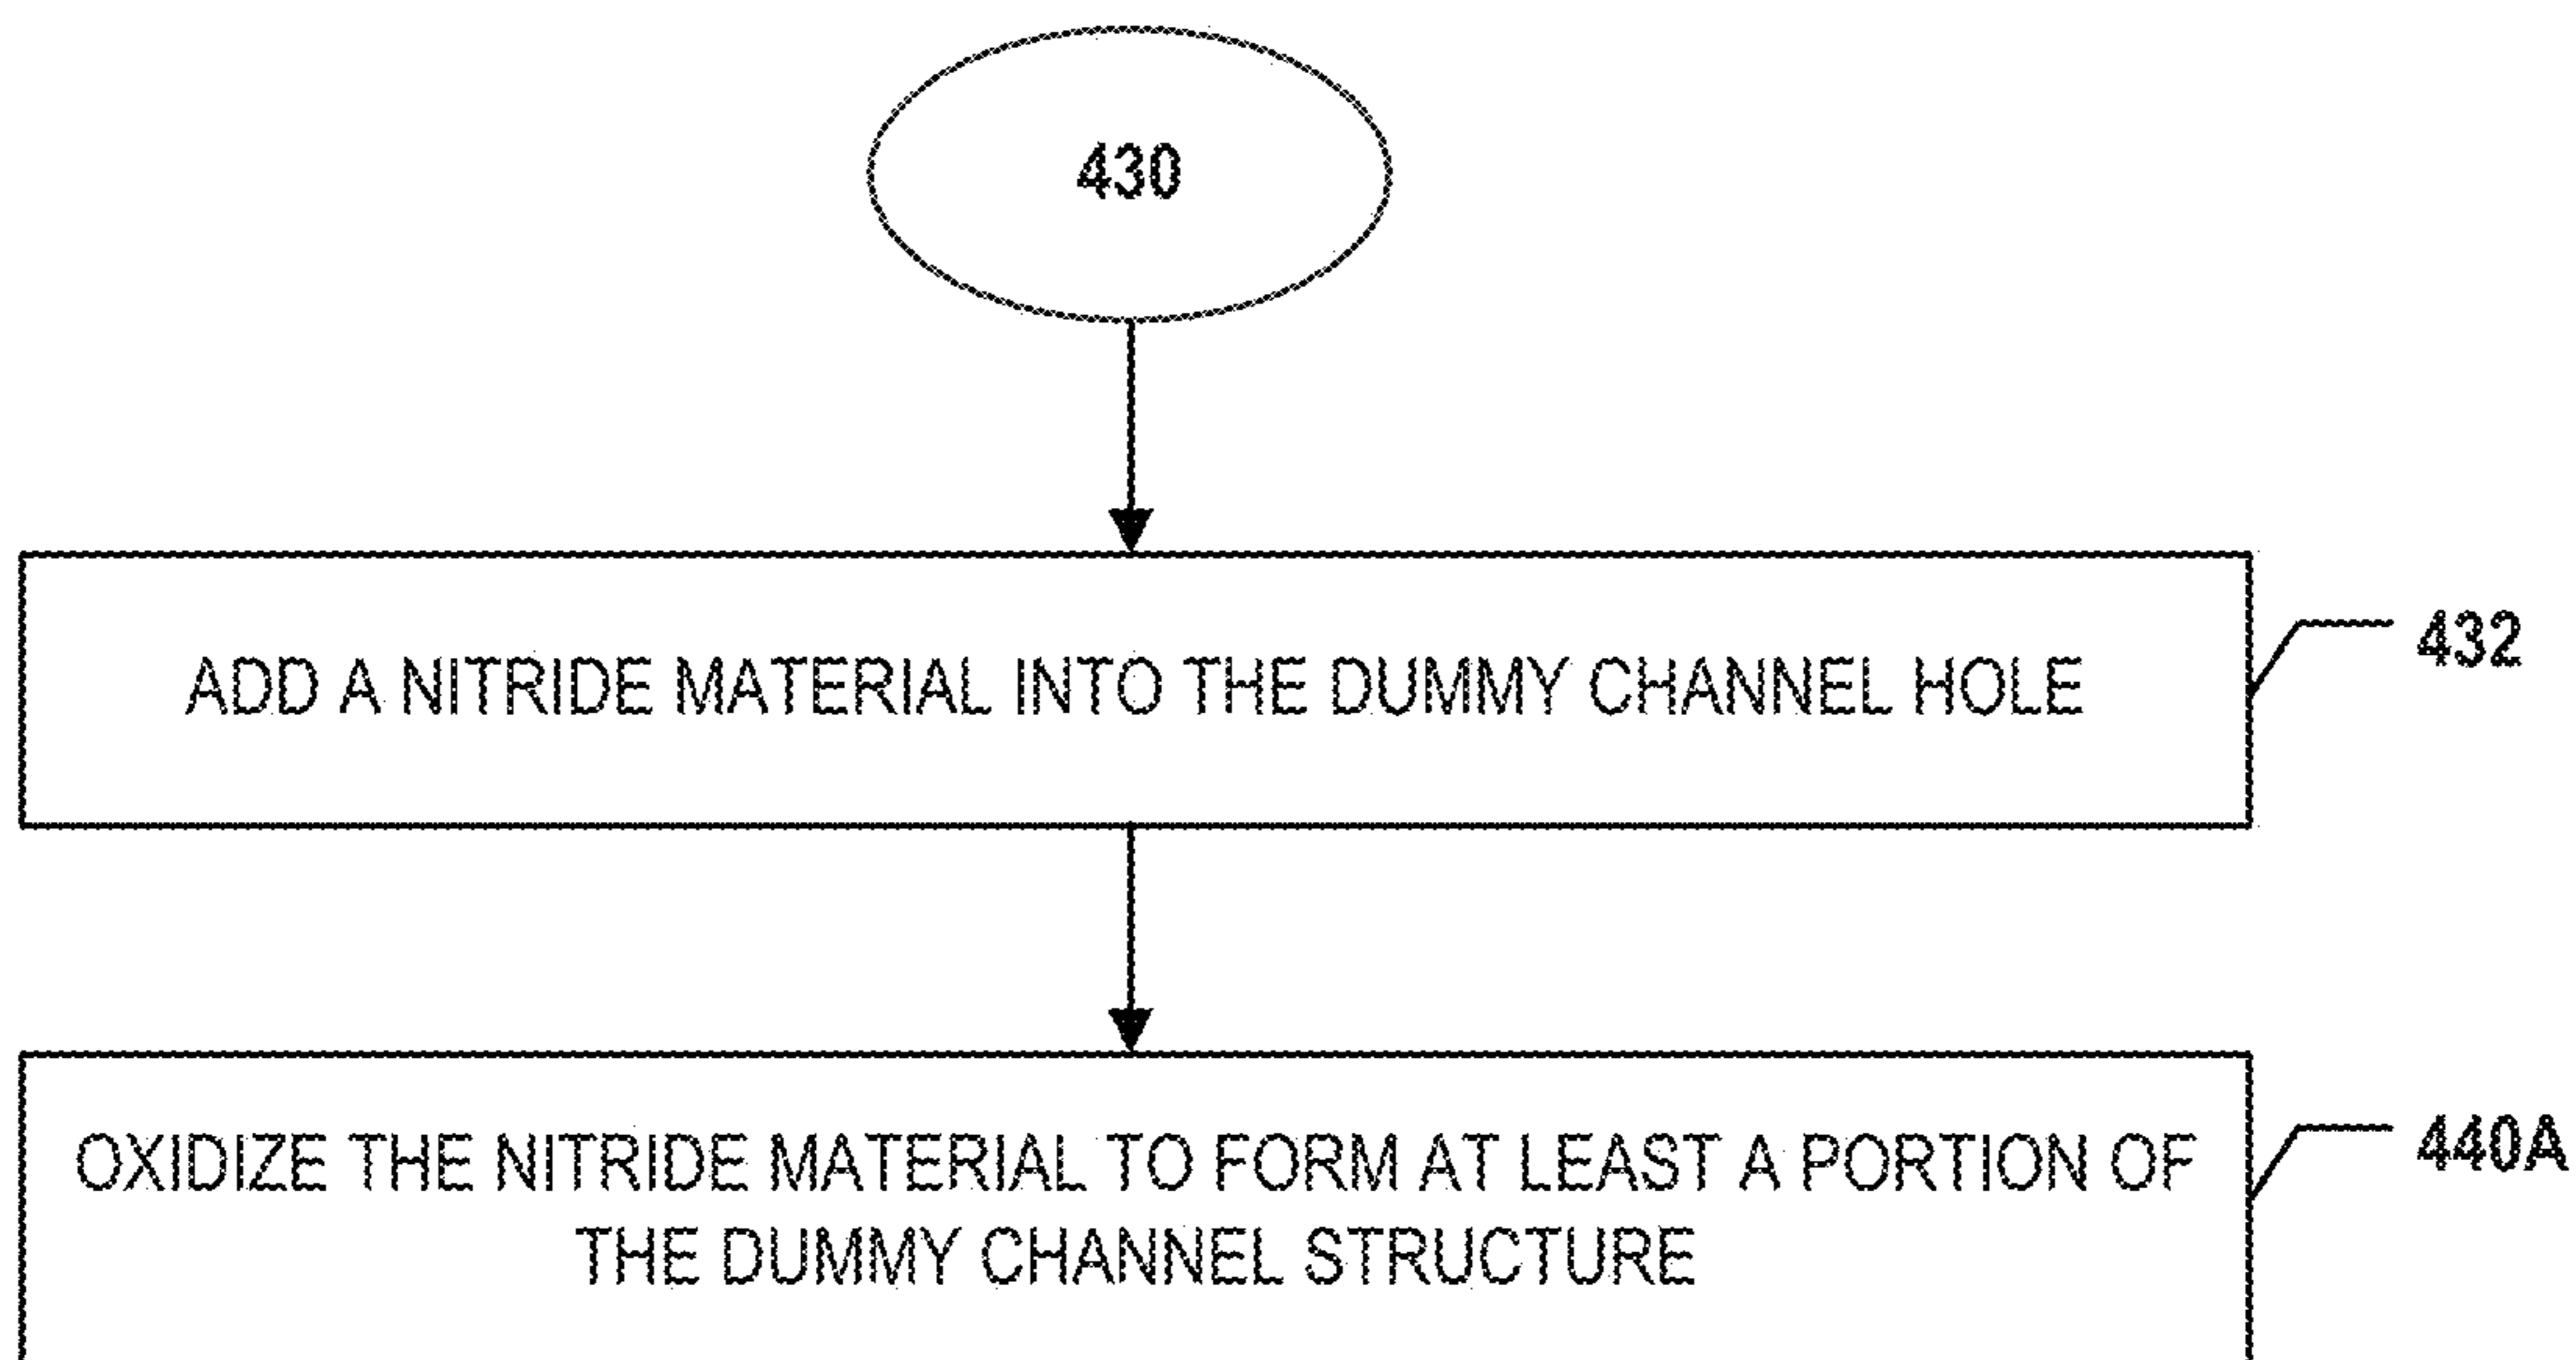 430
ADD A NITRIDE MATERIAL INTO THE DUMMY CHANNEL HOLE
432
OXIDIZE THE NITRIDE MATERIAL TO FORM AT LEAST A PORTION OF
THE DUMMY CHANNEL STRUCTURE
440A